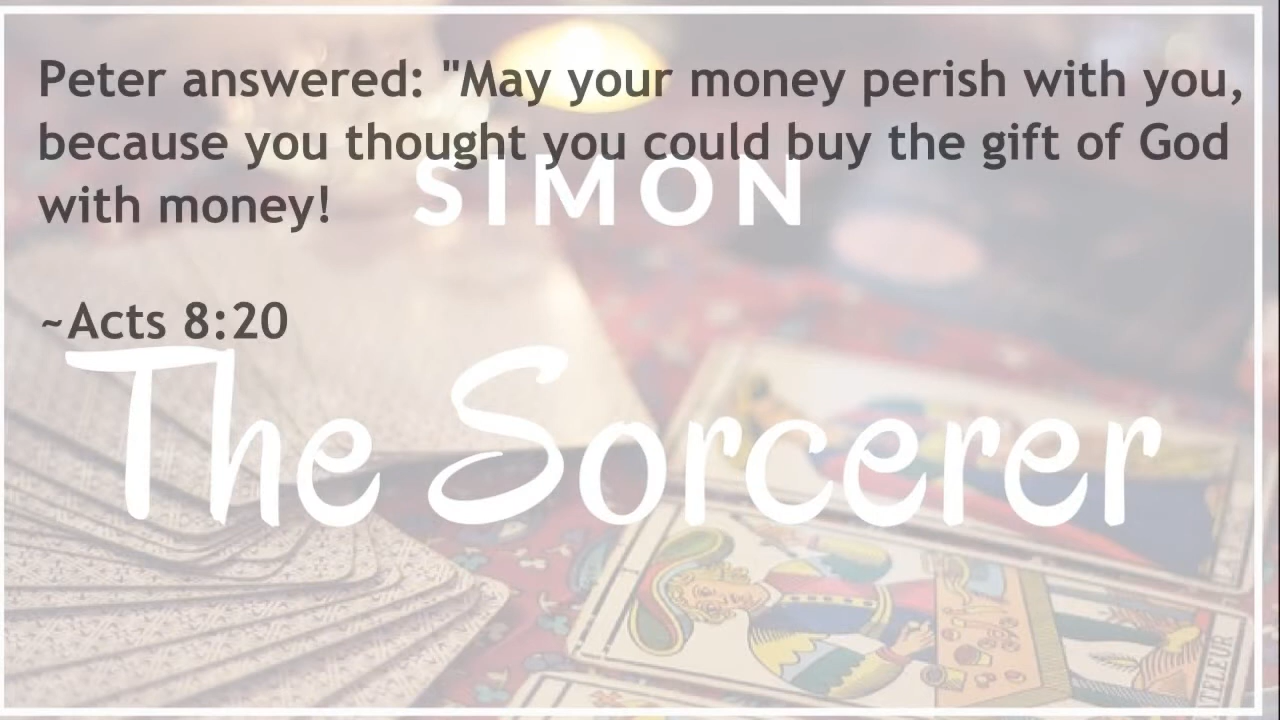 Peter answered: "May your money perish with you,
because you thought you could buy the gift of God
with money!
SIMON
~Acts 8:20
The Sorcerer
TELEUR